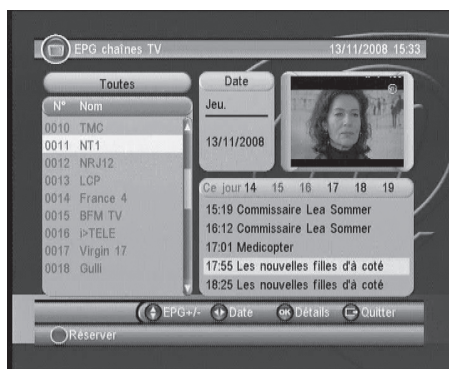 EPG chaînes TV 13/11/2008 15:33
Toutes
N° Nom
0010 TMC
0011 NT1
0012 NRJ12
0013 LCP
0014 France 4
0015 BFM TV
0016 i>TELE
0017 Virgin 17
0018 Gulli
Date
Jeu.
13/11/2008
Ce jour 14 15 16 17 18 19
15:19 Commissaire Lea Sommer
16:12 Commissaire Lea Sommer
17:01 Medicopter
17:55 Les nouvelles filles d'à coté
18:25 Les nouvelles filles d'à coté
EPG+/- Date OK Détails Quitter
Réserver